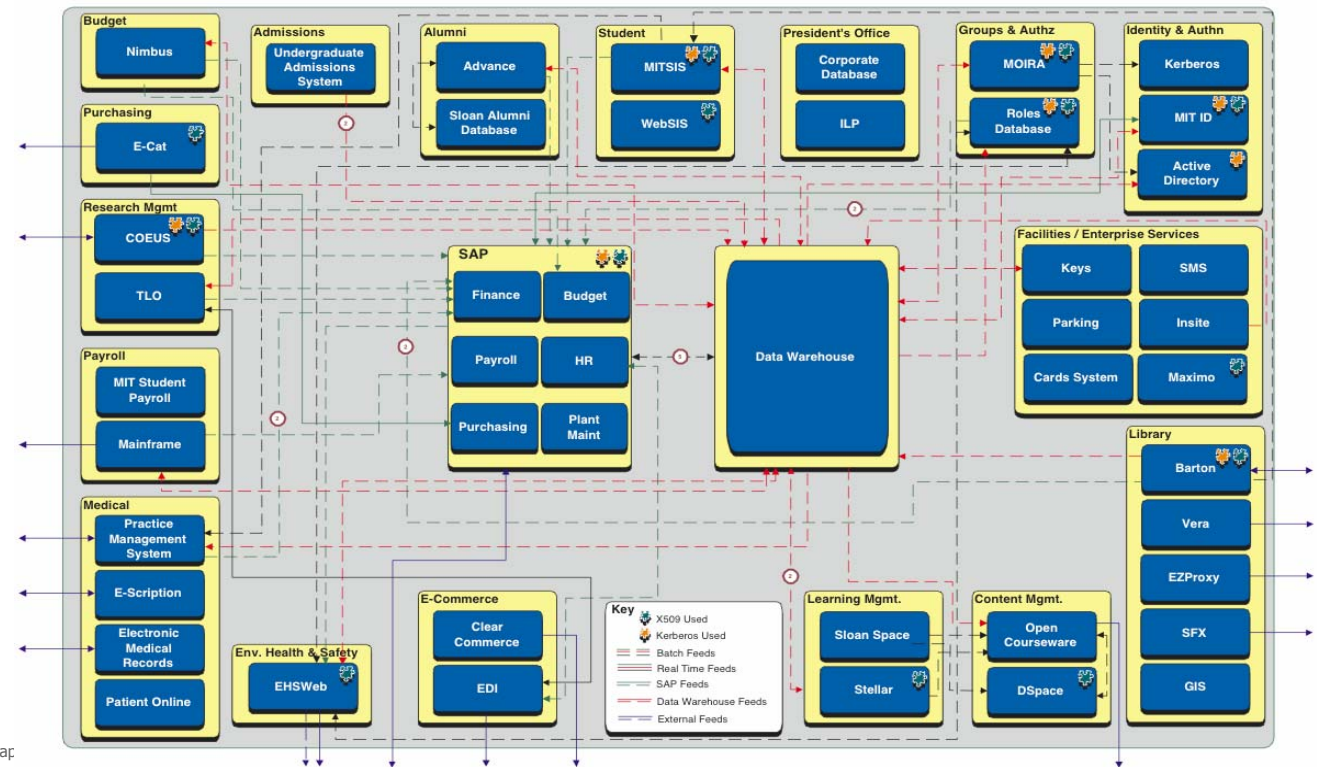 Budget
Nimbus
Purchasing
E-Cat
Research Mgmt
COEUS
TLO
Payroll
MIT Student
Payroll
Mainframe
Medical
Practice
Management
System
E-Scription
Electronic
Medical
Records
Patient Online
Admissions
Undergraduate
Admissions
System
2
Alumni
Advance
Sloan Alumni
Database
Student
MITSIS
WebSIS
President's Office
Corporate
Database
ILP
Groups & Authz
MOIRA
Roles
Database
Identity & Authn
Kerberos
MIT ID
Active
Directory
SAP
Finance
Budget
Payroll
HR
Purchasing
Plant
Maint
Data Warehouse
Facilities / Enterprise Services
Keys
SMS
Parking
Insite
Cards System
Maximo
Library
Barton
Vera
EZProxy
SFX
GIS
Env. Health & Safety
EHSWeb
E-Commerce
Clear
Commerce
EDI
Key
X509 Used
Kerberos Used
Batch Feeds
Real Time Feeds
SAP Feeds
Data Warehouse Feeds
External Feeds
2
Learning Mgmt.
Sloan Space
Stellar
Content Mgmt.
Open
Courseware
DSpace